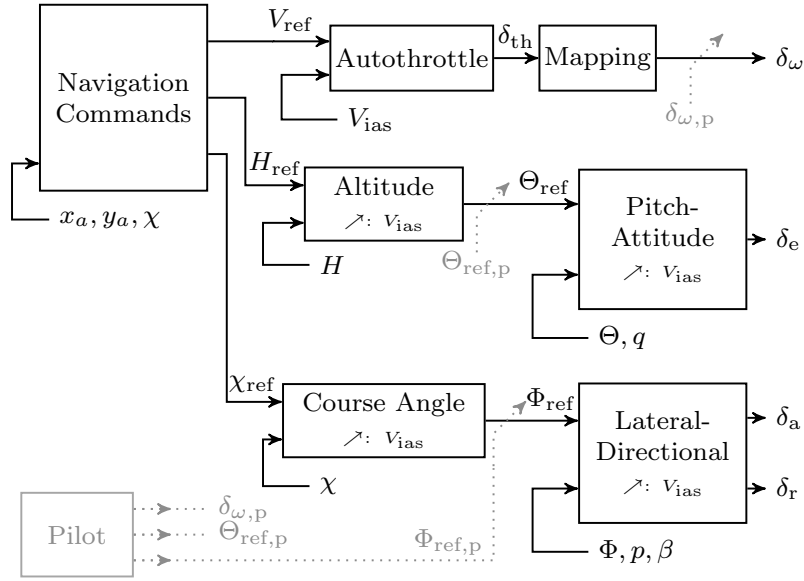 V_ref
δ_th
Navigation
Commands
Autothrottle
Mapping
δ_ω
V_ias
δ_ω,p
H_ref
Altitude
↗: V_ias
Θ_ref
Pitch-
Attitude
↗: V_ias
δ_e
x_a, y_a, χ
H
Θ_ref,p
Θ, q
χ_ref
Course Angle
↗: V_ias
Φ_ref
Lateral-
Directional
↗: V_ias
δ_a
δ_r
χ
Pilot
δ_ω,p
Θ_ref,p
Φ_ref,p
Φ, p, β